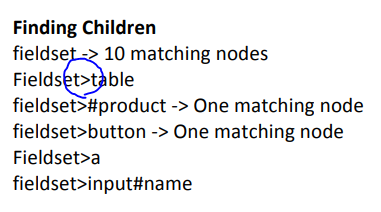 Finding Children
fieldset -> 10 matching nodes
Fieldset>table
fieldset>#product -> One matching node
fieldset>button -> One matching node
Fieldset>a
fieldset>input#name